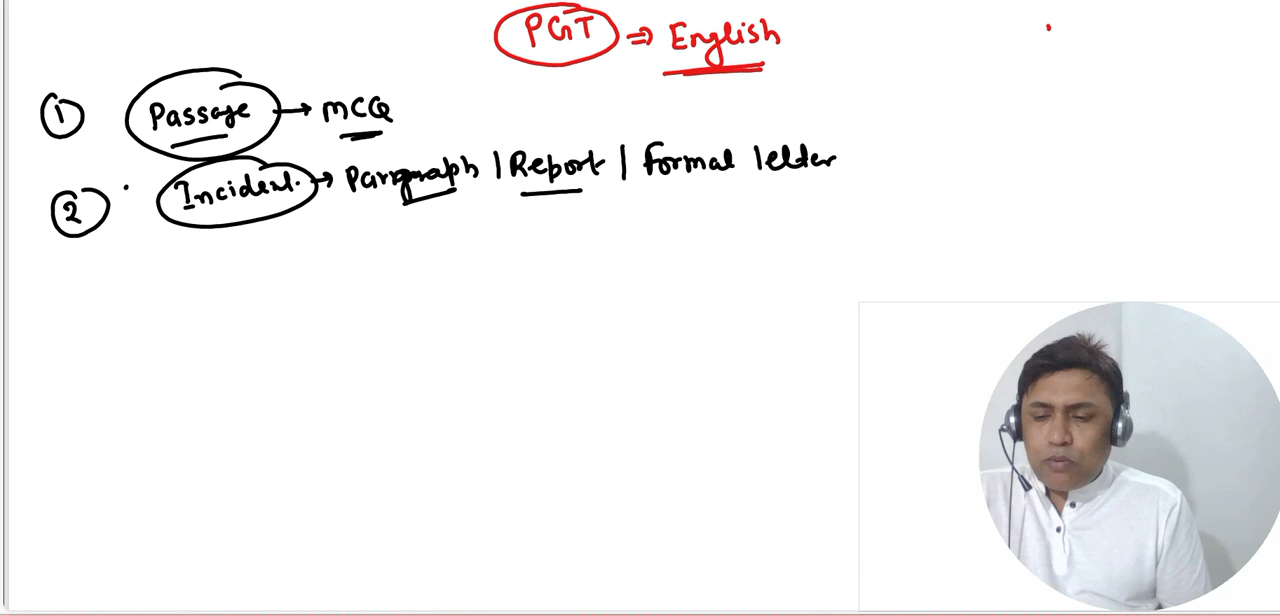 PGT ⇒ English
① Passage → MCQ
② Incident. → Paragraph | Report | Formal letter